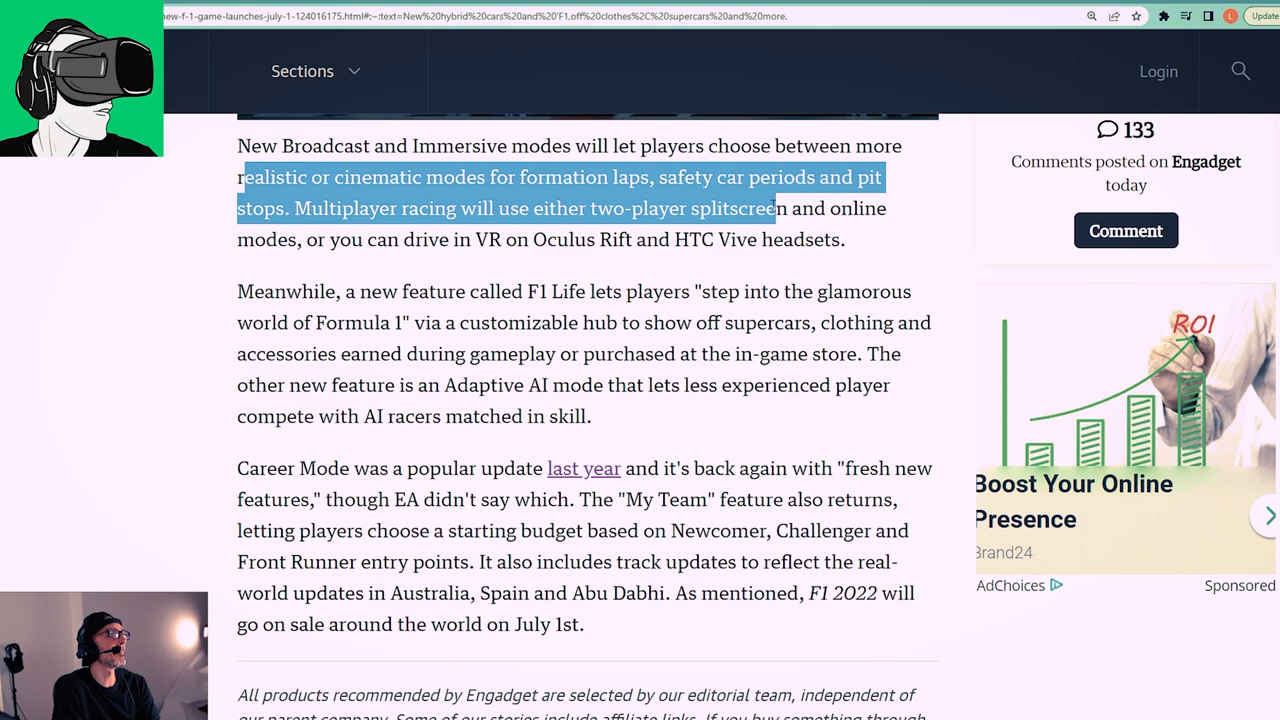 new-f-1-game-launches-july-1-124016175.html#:~:text=New%20hybrid%20cars%20and%20'F1,off%20clothes%2C%20supercars%20and%20more.
Update
Sections
Login
New Broadcast and Immersive modes will let players choose between more
realistic or cinematic modes for formation laps, safety car periods and pit
stops. Multiplayer racing will use either two-player splitscreen and online
modes, or you can drive in VR on Oculus Rift and HTC Vive headsets.
Meanwhile, a new feature called F1 Life lets players "step into the glamorous
world of Formula 1" via a customizable hub to show off supercars, clothing and
accessories earned during gameplay or purchased at the in-game store. The
other new feature is an Adaptive AI mode that lets less experienced player
compete with AI racers matched in skill.
Career Mode was a popular update last year and it's back again with "fresh new
features," though EA didn't say which. The "My Team" feature also returns,
letting players choose a starting budget based on Newcomer, Challenger and
Front Runner entry points. It also includes track updates to reflect the real-
world updates in Australia, Spain and Abu Dhabi. As mentioned, F1 2022 will
go on sale around the world on July 1st.
All products recommended by Engadget are selected by our editorial team, independent of
our parent company. Some of our stories include affiliate links. If you buy something through
133
Comments posted on Engadget
today
Comment
ROI
Boost Your Online
Presence
Brand24
AdChoices
Sponsored
L